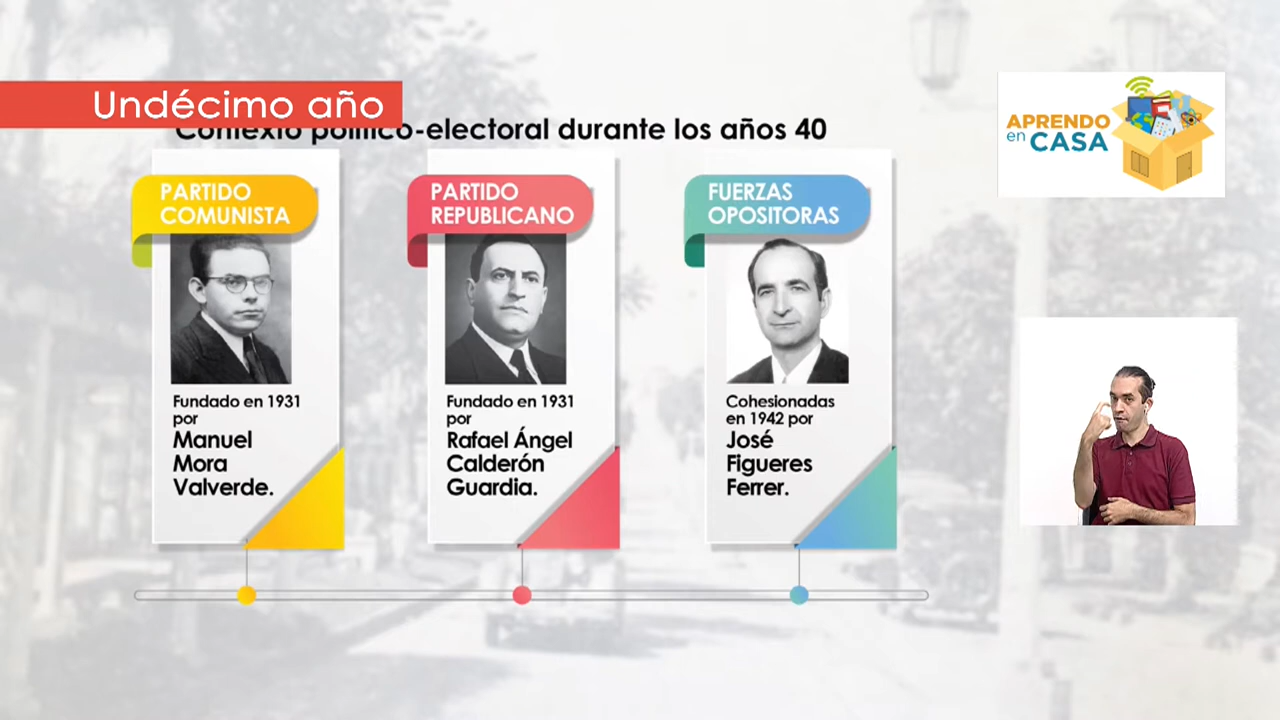 Undécimo año
Contexto político-electoral durante los años 40
APRENDO
en CASA
PARTIDO
COMUNISTA
Fundado en 1931
por
Manuel
Mora
Valverde.
PARTIDO
REPUBLICANO
Fundado en 1931
por
Rafael Ángel
Calderón
Guardia.
FUERZAS
OPOSITORAS
Cohesionadas
en 1942 por
José
Figueres
Ferrer.